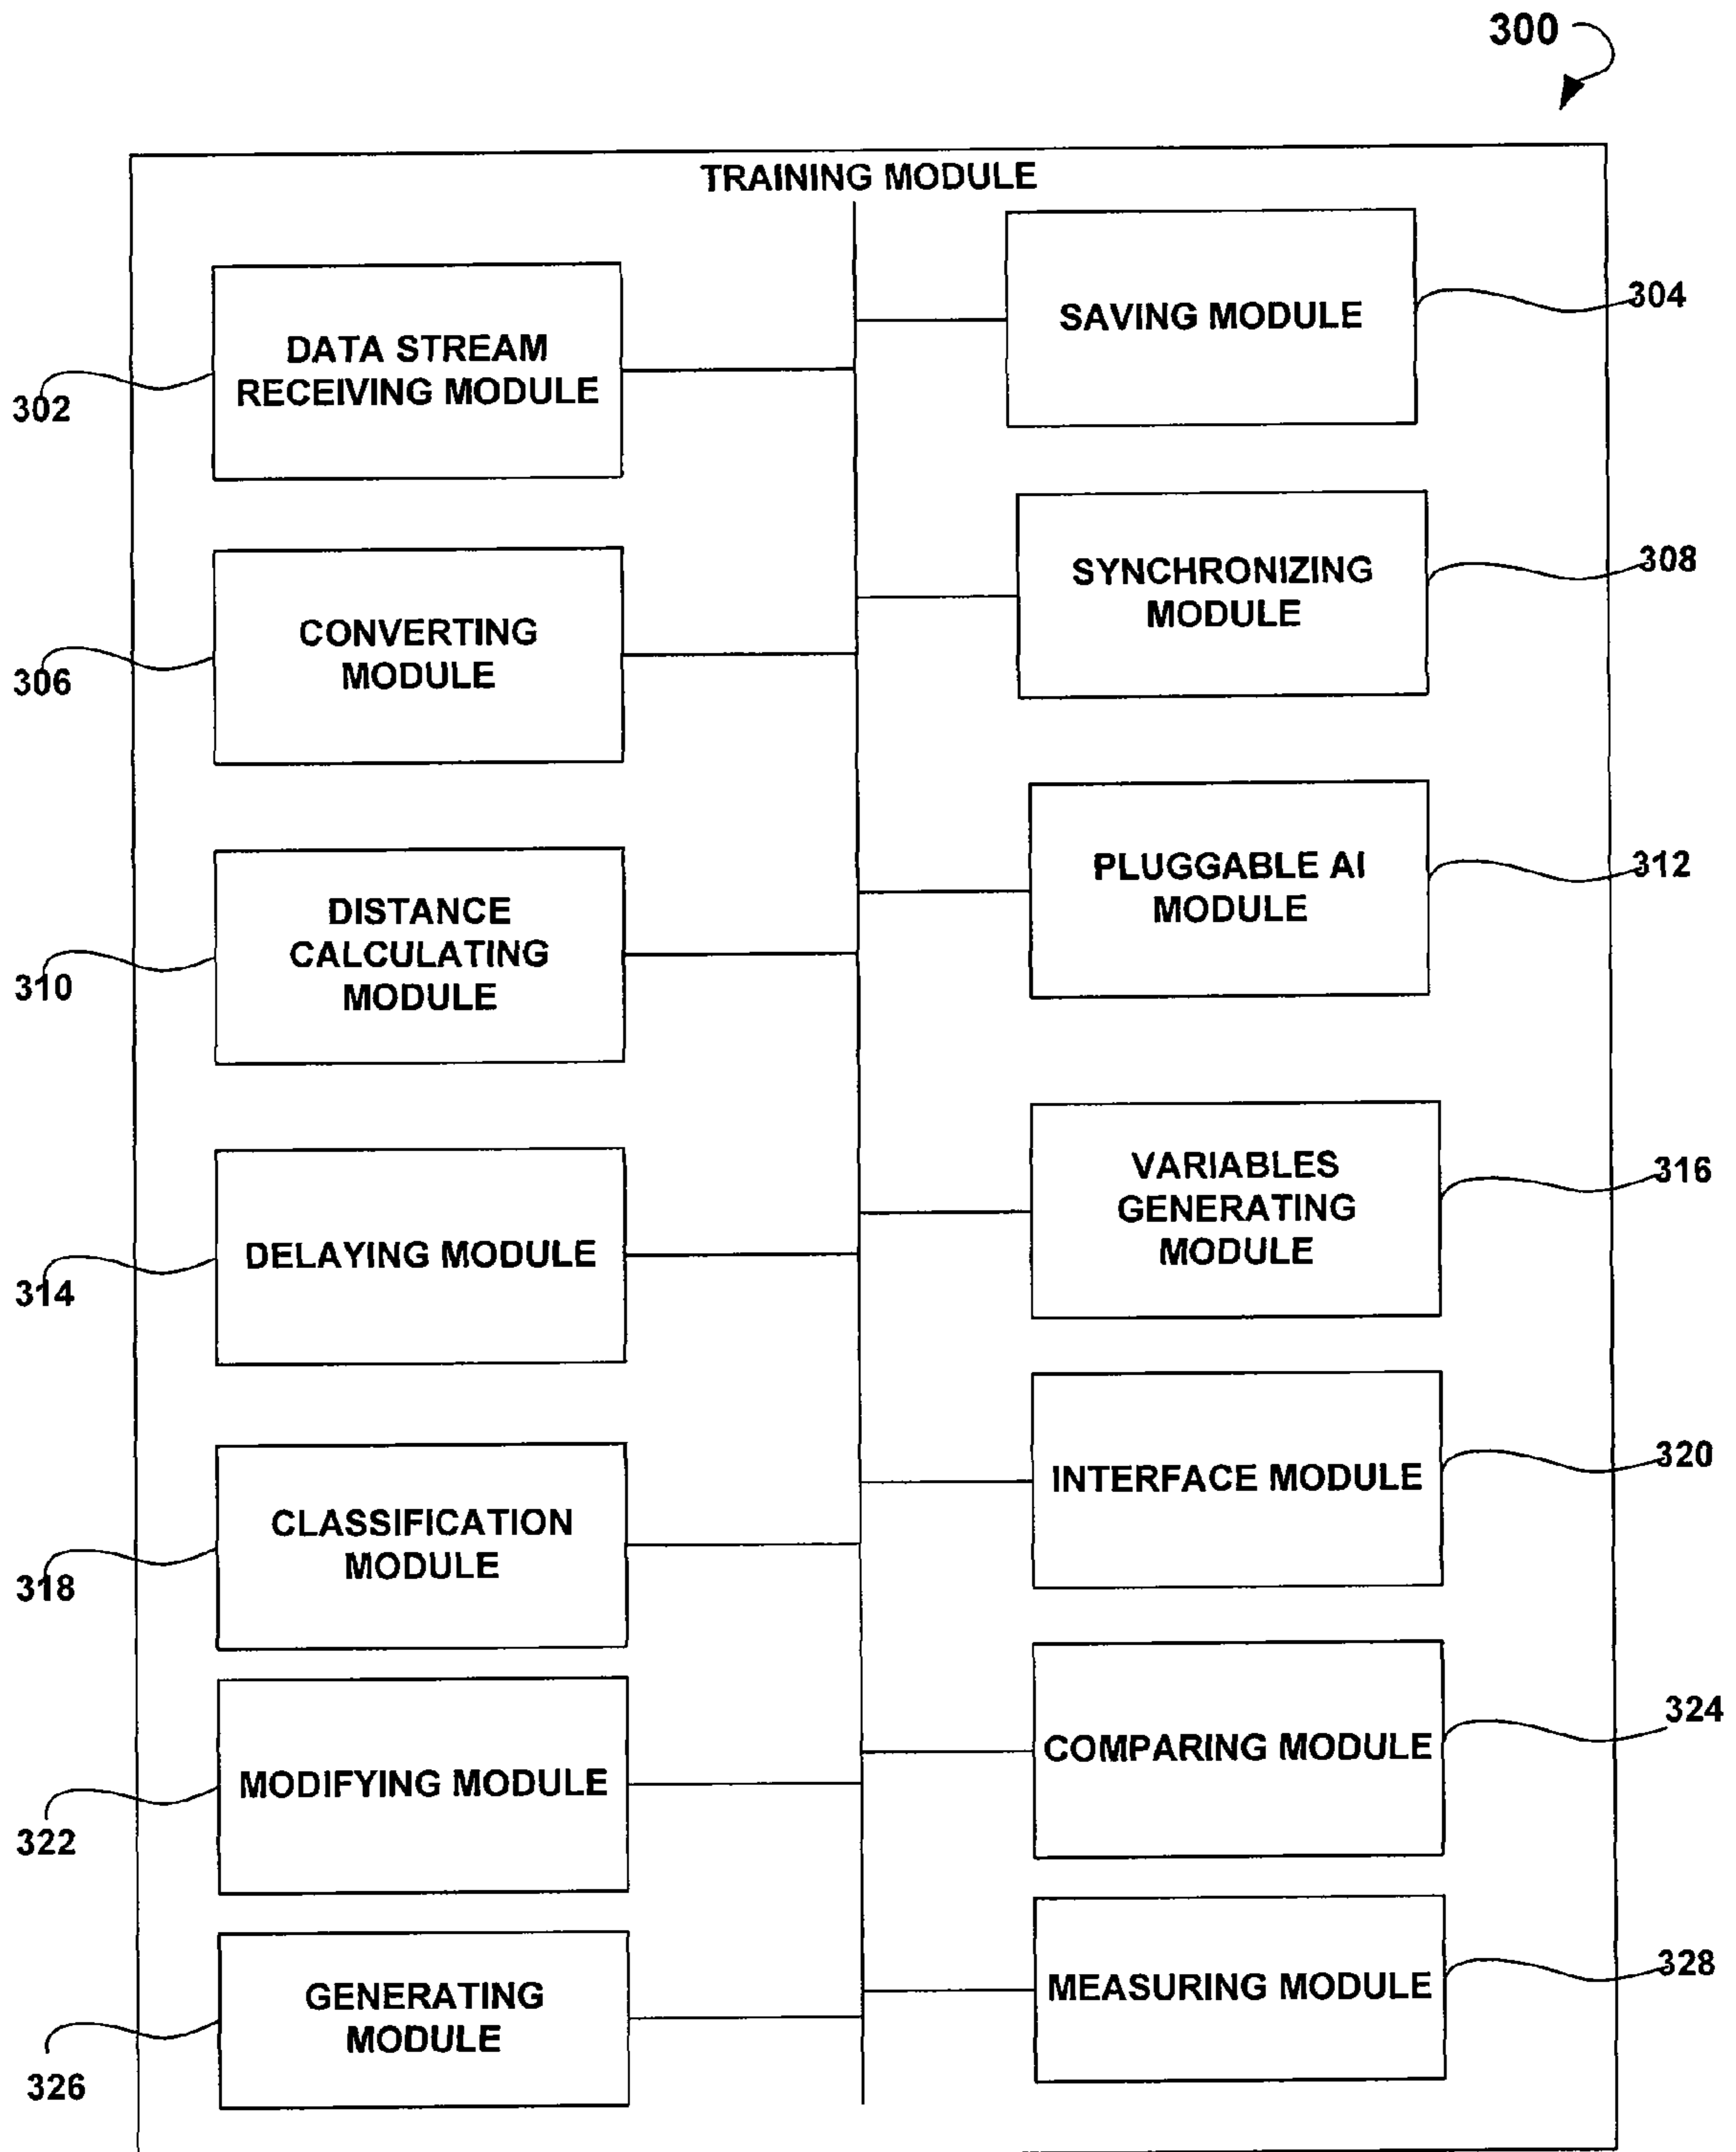 300
TRAINING MODULE
DATA STREAM
RECEIVING MODULE
302
SAVING MODULE
304
CONVERTING
MODULE
306
SYNCHRONIZING
MODULE
308
DISTANCE
CALCULATING
MODULE
310
PLUGGABLE AI
MODULE
312
DELAYING MODULE
314
VARIABLES
GENERATING
MODULE
316
CLASSIFICATION
MODULE
318
INTERFACE MODULE
320
MODIFYING MODULE
322
COMPARING MODULE
324
GENERATING
MODULE
326
MEASURING MODULE
328